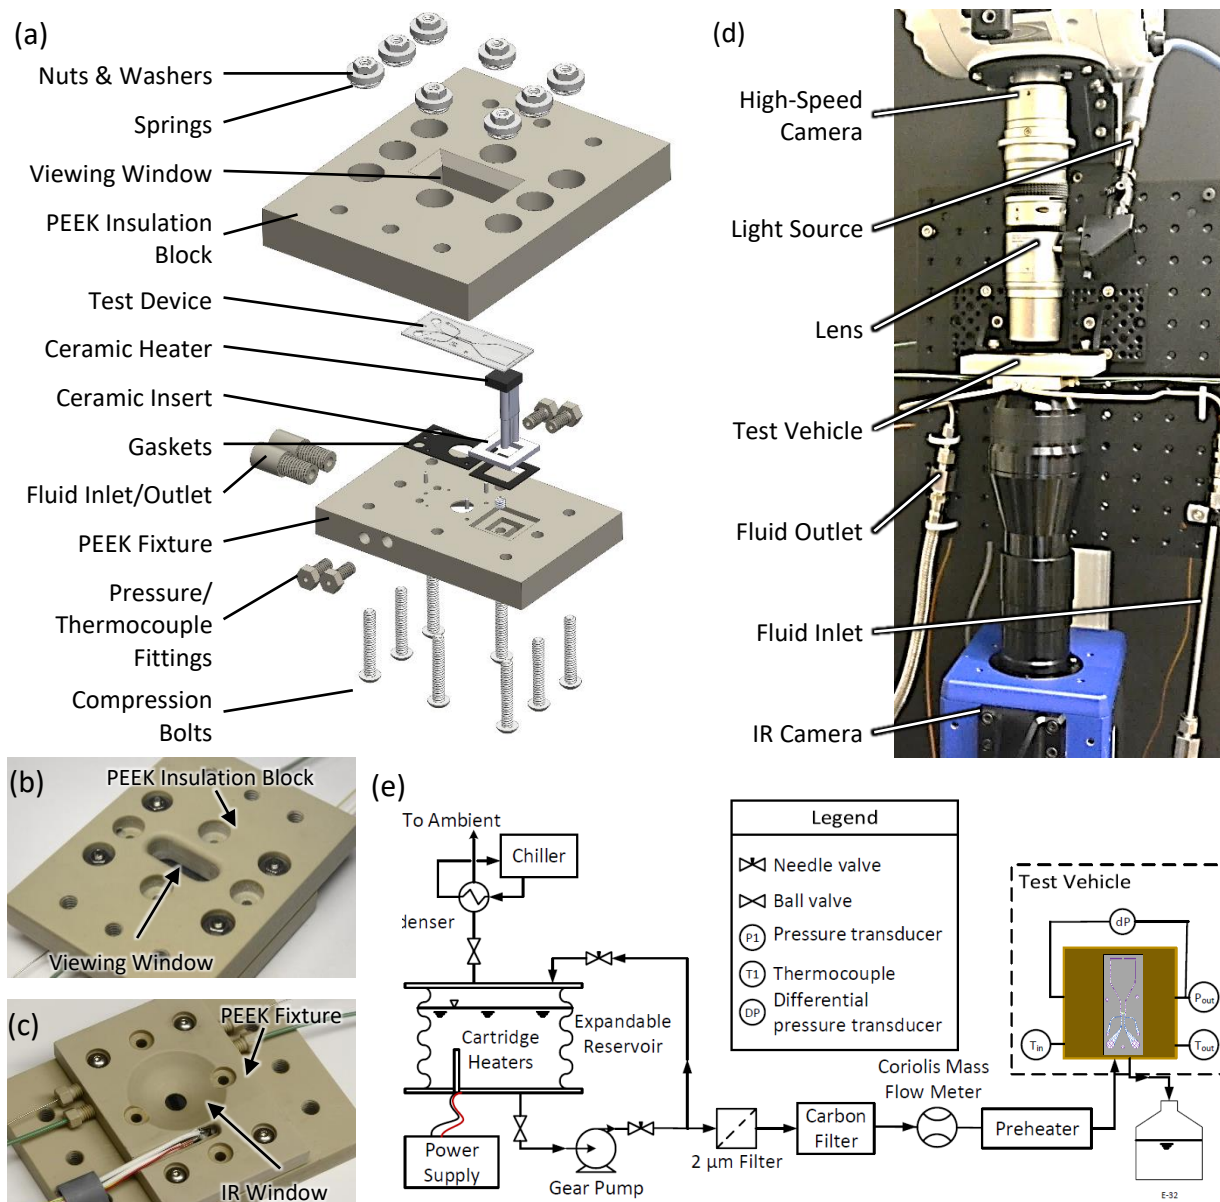 (a)
Nuts & Washers
Springs
Viewing Window
PEEK Insulation
Block
Test Device
Ceramic Heater
Ceramic Insert
Gaskets
Fluid Inlet/Outlet
PEEK Fixture
Pressure/
Thermocouple
Fittings
Compression
Bolts
(d)
High-Speed
Camera
Light Source
Lens
Test Vehicle
Fluid Outlet
Fluid Inlet
IR Camera
(b)
PEEK Insulation Block
Viewing Window
(c)
PEEK Fixture
IR Window
(e)
To Ambient
Chiller
denser
Cartridge
Heaters
Expandable
Reservoir
Power
Supply
Gear Pump
2 μm Filter
Carbon
Filter
Coriolis Mass
Flow Meter
Preheater
Legend
Needle valve
Ball valve
P1 Pressure transducer
T1 Thermocouple
DP Differential
pressure transducer
Test Vehicle
dP
Pout
Tin
Tout
E-32